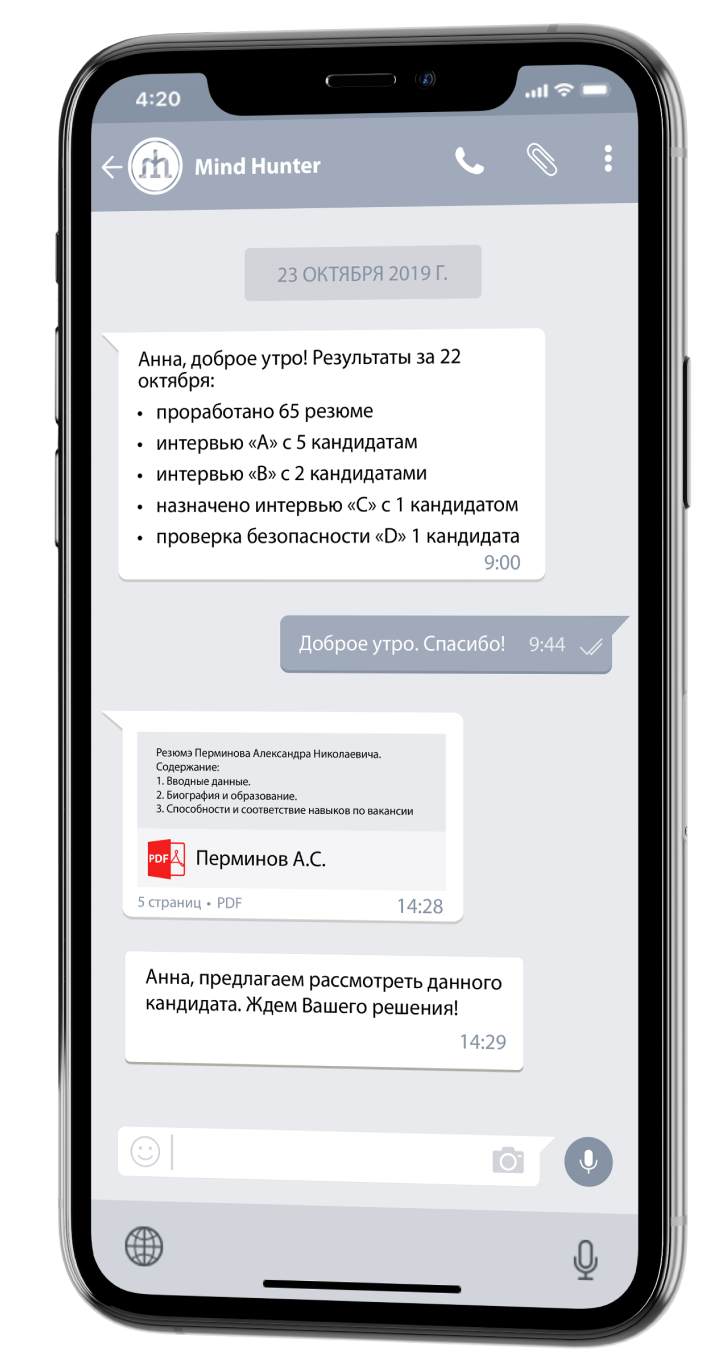 4:20
Mind Hunter
23 ОКТЯБРЯ 2019 Г.
Анна, доброе утро! Результаты за 22
октября:
• проработано 65 резюме
• интервью «А» с 5 кандидатам
• интервью «В» с 2 кандидатами
• назначено интервью «С» с 1 кандидатом
• проверка безопасности «D» 1 кандидата
9:00
Доброе утро. Спасибо! 9:44
Резюмэ Перминова Александра Николаевича.
Содержание:
1. Вводные данные.
2. Биография и образование.
3. Способности и соответствие навыков по вакансии
PDF Перминов А.С.
5 страниц • PDF 14:28
Анна, предлагаем рассмотреть данного
кандидата. Ждем Вашего решения!
14:29